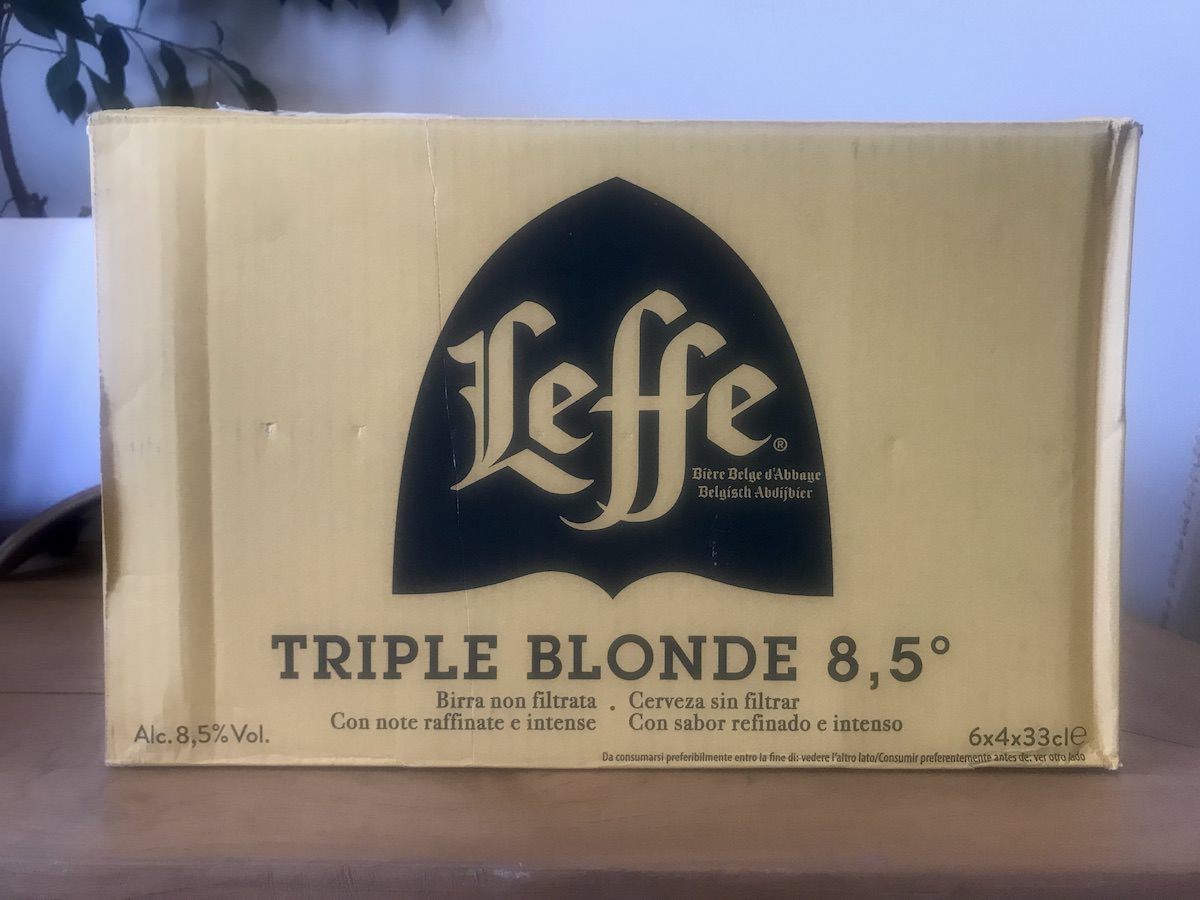 Leffe®
Bière Belge d'Abbaye
Belgisch Abdijbier
TRIPLE BLONDE 8,5°
Birra non filtrata . Cerveza sin filtrar
Con note raffinate e intense Con sabor refinado e intenso
Alc. 8,5% Vol.
6x4x33cl℮
Da consumarsi preferibilmente entro la fine di: vedere l'altro lato/Consumir preferentemente antes de: ver otro lado